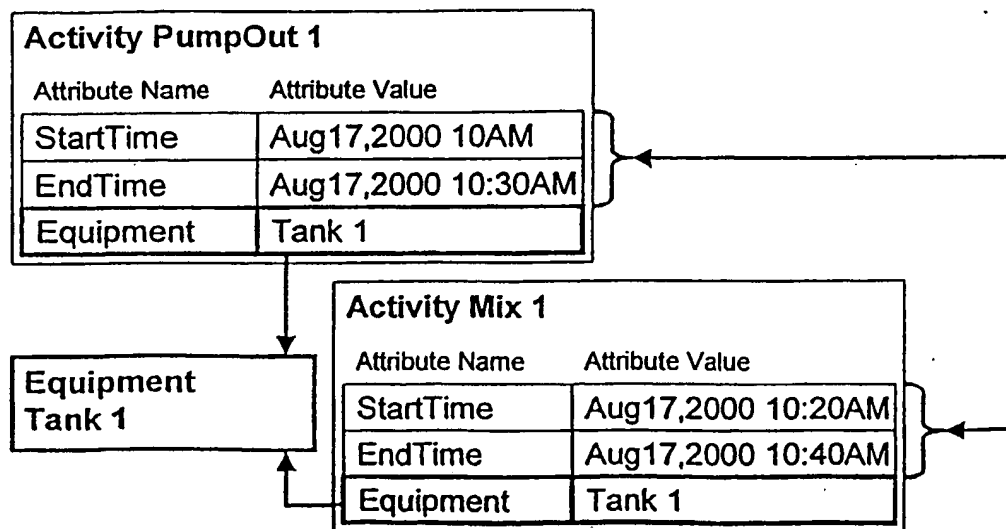 Activity PumpOut 1
Attribute Name Attribute Value
StartTime Aug17,2000 10AM
EndTime Aug17,2000 10:30AM
Equipment Tank 1
Activity Mix 1
Attribute Name Attribute Value
StartTime Aug17,2000 10:20AM
EndTime Aug17,2000 10:40AM
Equipment Tank 1
Equipment
Tank 1